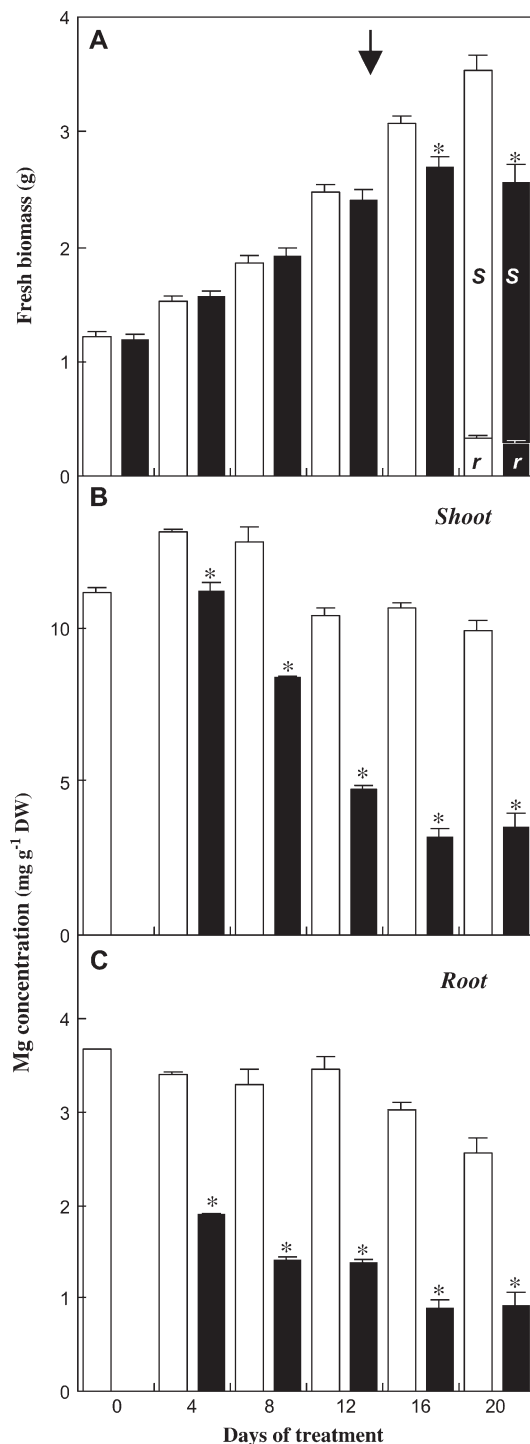 A
4
3
2
1
0
Fresh biomass (g)
*
*
S
S
r
r
B
Shoot
10
5
0
*
*
*
*
*
Mg concentration (mg g-1 DW)
C
Root
4
3
2
1
0
*
*
*
*
*
0 4 8 12 16 20
Days of treatment